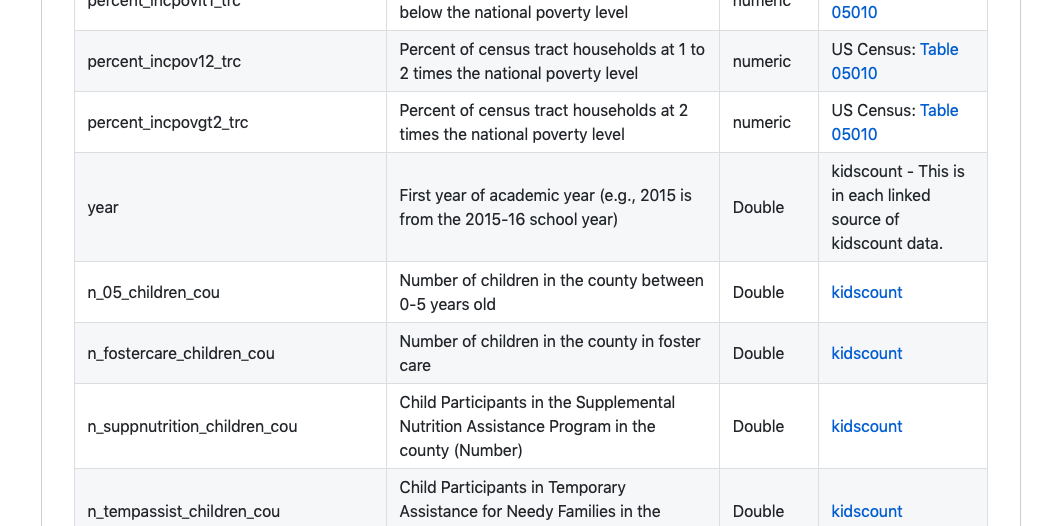 percent_incpovlt1_trc
below the national poverty level
numeric
05010
percent_incpov12_trc
Percent of census tract households at 1 to
2 times the national poverty level
numeric
US Census: Table
05010
percent_incpovgt2_trc
Percent of census tract households at 2
times the national poverty level
numeric
US Census: Table
05010
year
First year of academic year (e.g., 2015 is
from the 2015-16 school year)
Double
kidscount - This is
in each linked
source of
kidscount data.
n_05_children_cou
Number of children in the county between
0-5 years old
Double
kidscount
n_fostercare_children_cou
Number of children in the county in foster
care
Double
kidscount
n_suppnutrition_children_cou
Child Participants in the Supplemental
Nutrition Assistance Program in the
county (Number)
Double
kidscount
n_tempassist_children_cou
Child Participants in Temporary
Assistance for Needy Families in the
Double
kidscount